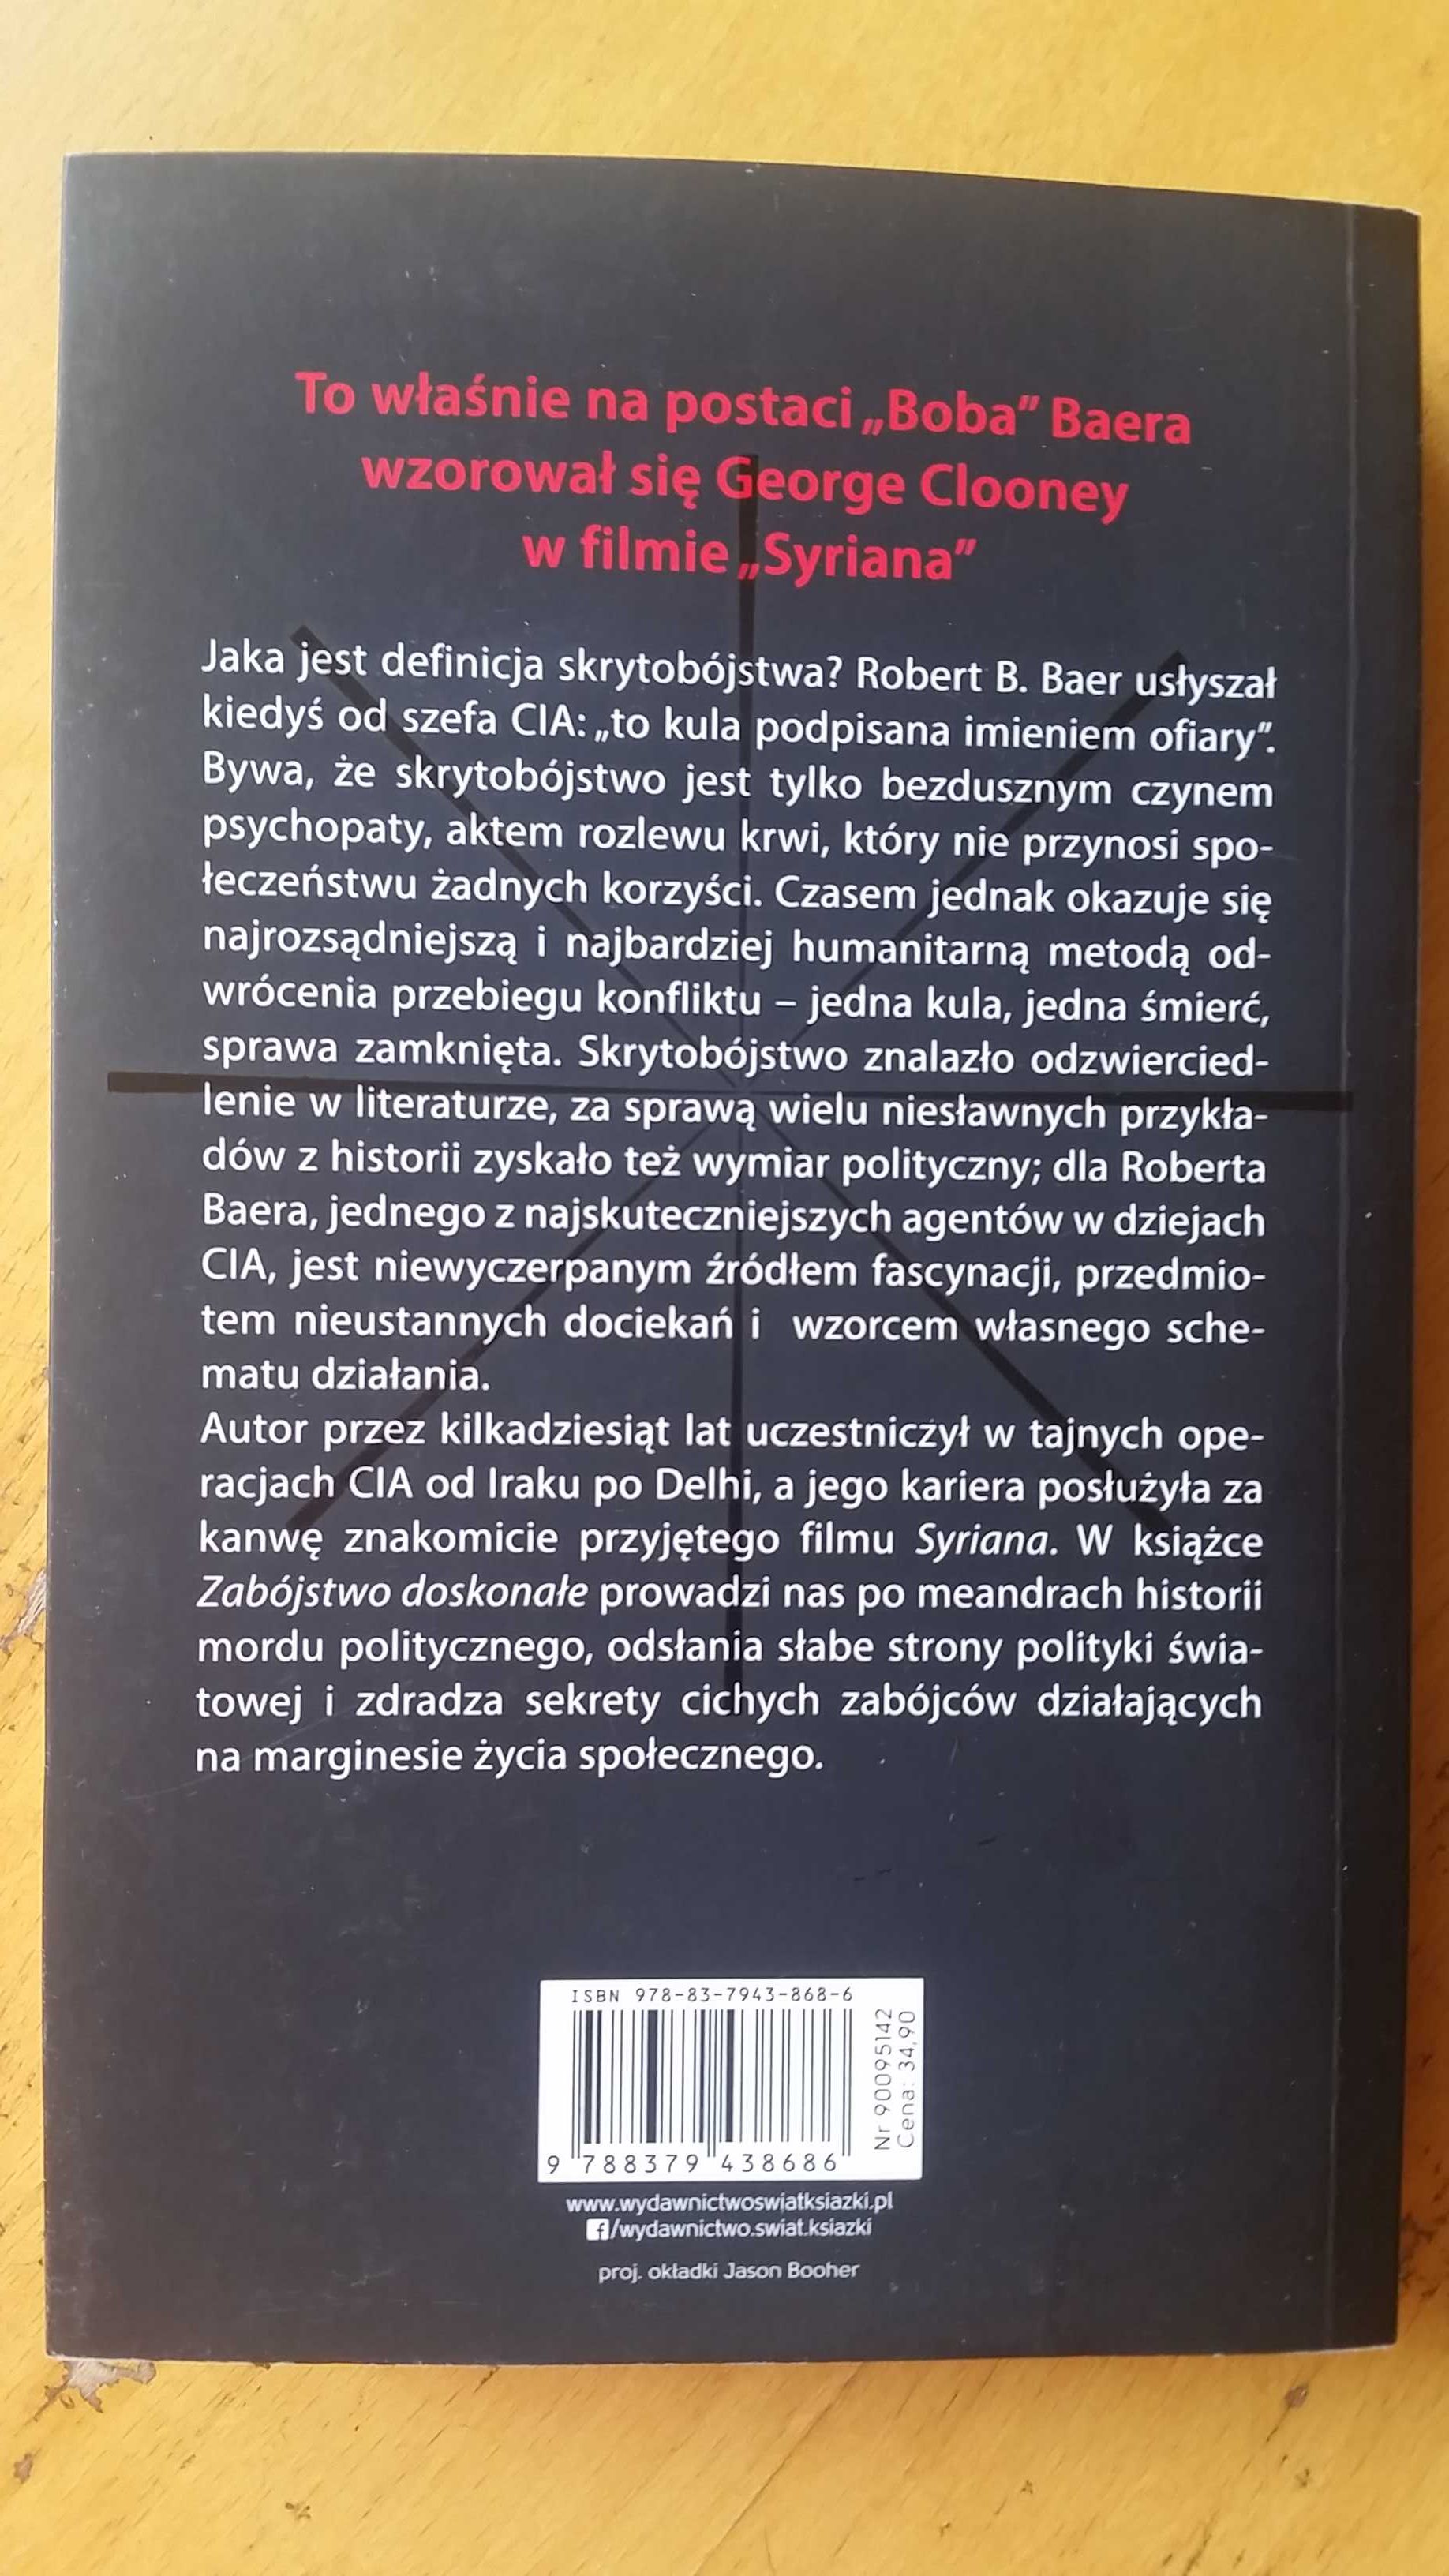 To właśnie na postaci „Boba” Baera
wzorował się George Clooney
w filmie „Syriana”
Jaka jest definicja skrytobójstwa? Robert B. Baer usłyszał
kiedyś od szefa CIA: „to kula podpisana imieniem ofiary”.
Bywa, że skrytobójstwo jest tylko bezdusznym czynem
psychopaty, aktem rozlewu krwi, który nie przynosi spo-
łeczeństwu żadnych korzyści. Czasem jednak okazuje się
najrozsądniejszą i najbardziej humanitarną metodą od-
wrócenia przebiegu konfliktu – jedna kula, jedna śmierć,
sprawa zamknięta. Skrytobójstwo znalazło odzwiercied-
lenie w literaturze, za sprawą wielu niesławnych przykła-
dów z historii zyskało też wymiar polityczny; dla Roberta
Baera, jednego z najskuteczniejszych agentów w dziejach
CIA, jest niewyczerpanym źródłem fascynacji, przedmio-
tem nieustannych dociekań i wzorcem własnego sche-
matu działania.
Autor przez kilkadziesiąt lat uczestniczył w tajnych ope-
racjach CIA od Iraku po Delhi, a jego kariera posłużyła za
kanwę znakomicie przyjętego filmu Syriana. W książce
Zabójstwo doskonałe prowadzi nas po meandrach historii
mordu politycznego, odsłania słabe strony polityki świa-
towej i zdradza sekrety cichych zabójców działających
na marginesie życia społecznego.
ISBN 978-83-7943-868-6
9 788379 438686
Nr 90095142
Cena: 34,90
www.wydawnictwoswiatksiazki.pl
f/wydawnictwo.swiat.ksiazki
proj. okładki Jason Booher